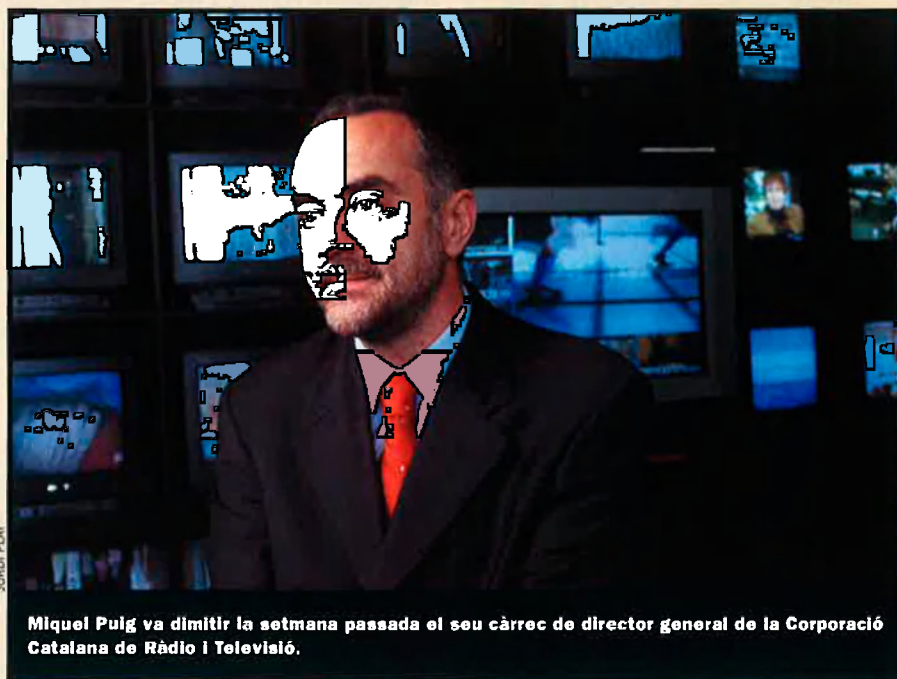 Miquel Puig va dimitir la setmana passada el seu càrrec de director general de la Corporació
Catalana de Ràdio i Televisió.